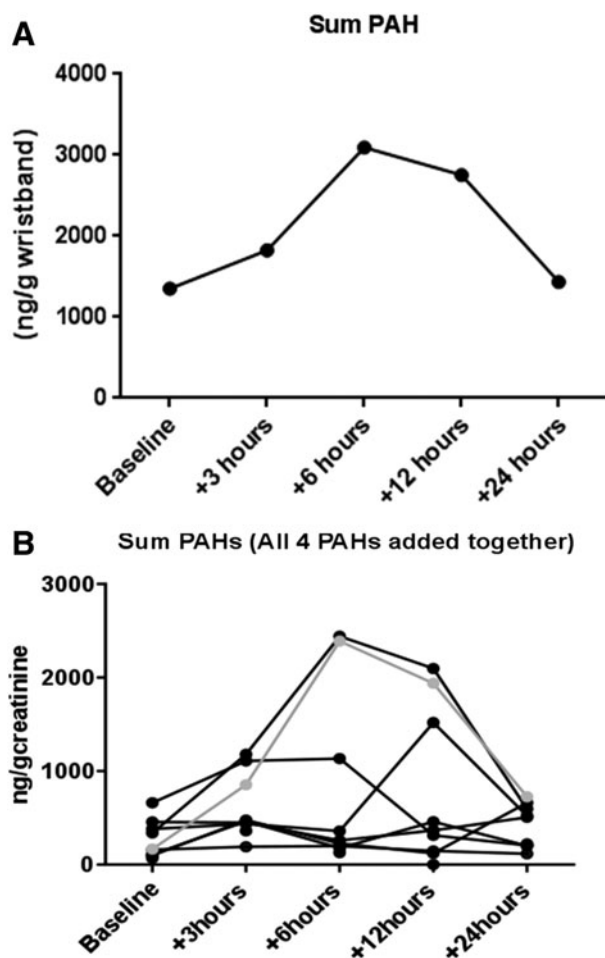 A
Sum PAH
(ng/g wristband)
4000
3000
2000
1000
0
Baseline
+3 hours
+6 hours
+12 hours
+24 hours
B
Sum PAHs (All 4 PAHs added together)
ng/gcreatinine
3000
2000
1000
0
Baseline
+3hours
+6hours
+12hours
+24hours